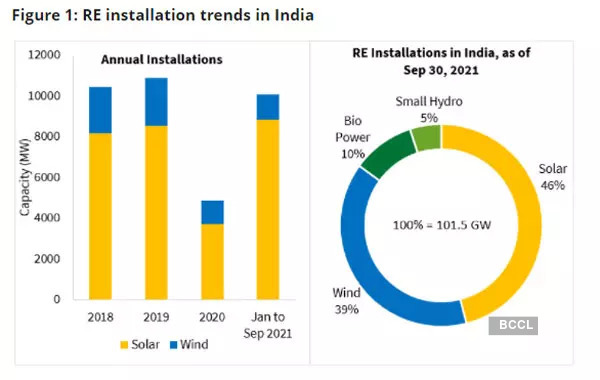 Figure 1: RE installation trends in India
Annual Installations
Capacity (MW)
12000
10000
8000
6000
4000
2000
0
2018
2019
2020
Jan to
Sep 2021
Solar
Wind
RE Installations in India, as of
Sep 30, 2021
Small Hydro
5%
Bio
Power
10%
Solar
46%
100% = 101.5 GW
Wind
39%
BCCL